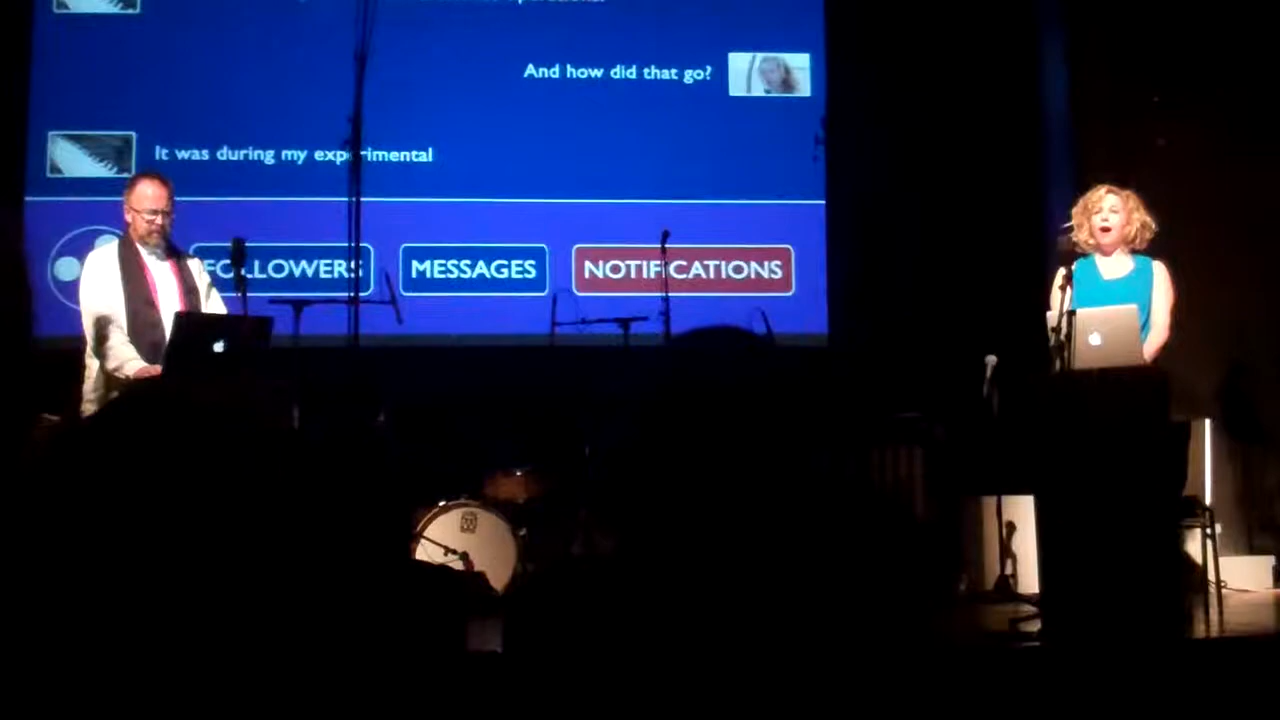 And how did that go?
It was during my experimental
FOLLOWERS
MESSAGES
NOTIFICATIONS